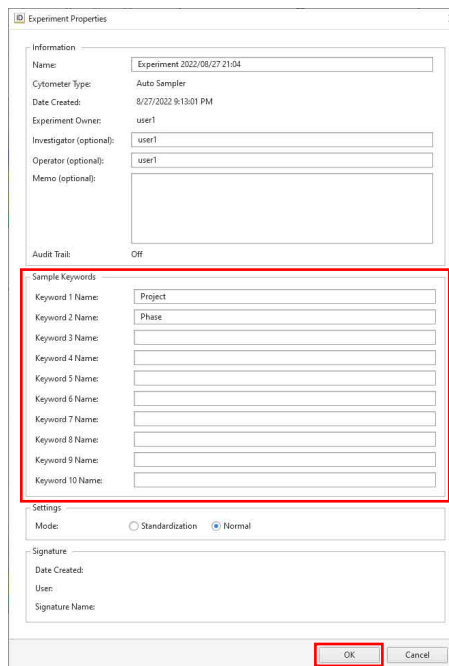 Experiment Properties
Information
Name: Experiment 2022/08/27 21:04
Cytometer Type: Auto Sampler
Date Created: 8/27/2022 9:13:01 PM
Experiment Owner: user1
Investigator (optional): user1
Operator (optional): user1
Memo (optional):
Audit Trail: Off
Sample Keywords
Keyword 1 Name: Project
Keyword 2 Name: Phase
Keyword 3 Name:
Keyword 4 Name:
Keyword 5 Name:
Keyword 6 Name:
Keyword 7 Name:
Keyword 8 Name:
Keyword 9 Name:
Keyword 10 Name:
Settings
Mode: Standardization Normal
Signature
Date Created:
User:
Signature Name:
OK Cancel